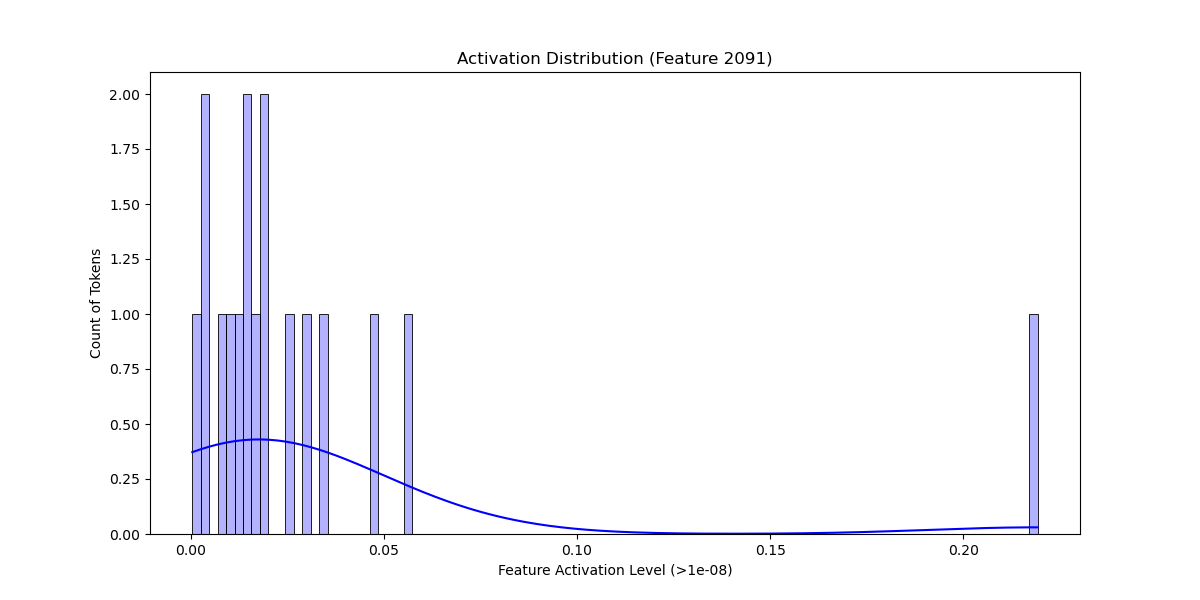 Activation Distribution (Feature 2091)
Count of Tokens
2.00
1.75
1.50
1.25
1.00
0.75
0.50
0.25
0.00
0.00 0.05 0.10 0.15 0.20
Feature Activation Level (>1e-08)